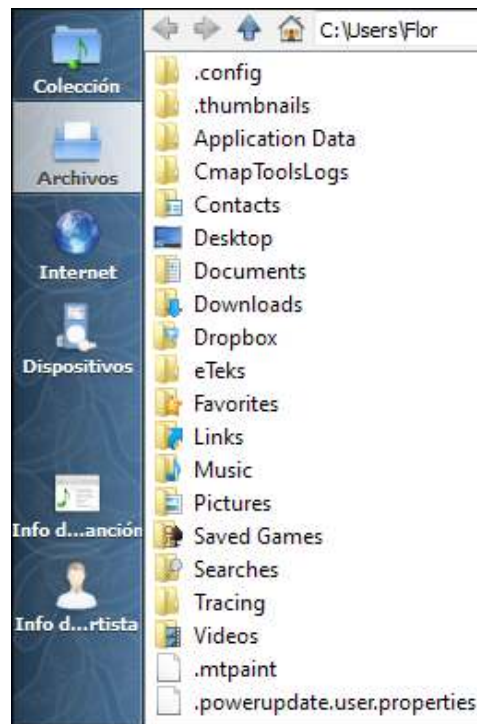 Colección
Archivos
Internet
Dispositivos
Info d...anción
Info d...rtista
C:\Users\Flor
.config
.thumbnails
Application Data
CmapToolsLogs
Contacts
Desktop
Documents
Downloads
Dropbox
eTeks
Favorites
Links
Music
Pictures
Saved Games
Searches
Tracing
Videos
.mtpaint
.powerupdate.user.properties